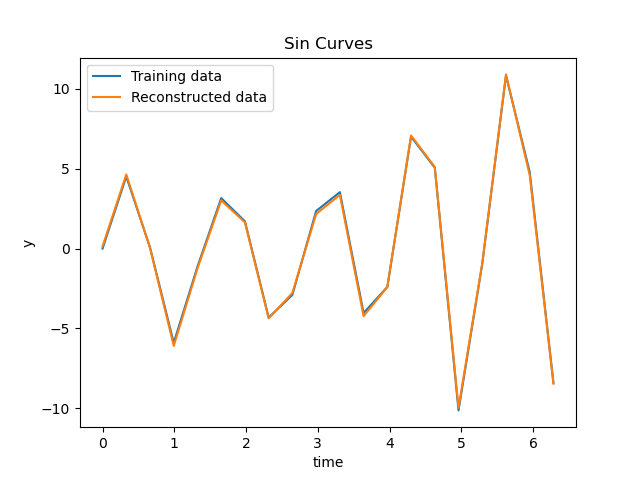 Sin Curves
Training data
Reconstructed data
10
5
0
−5
−10
y
0 1 2 3 4 5 6
time